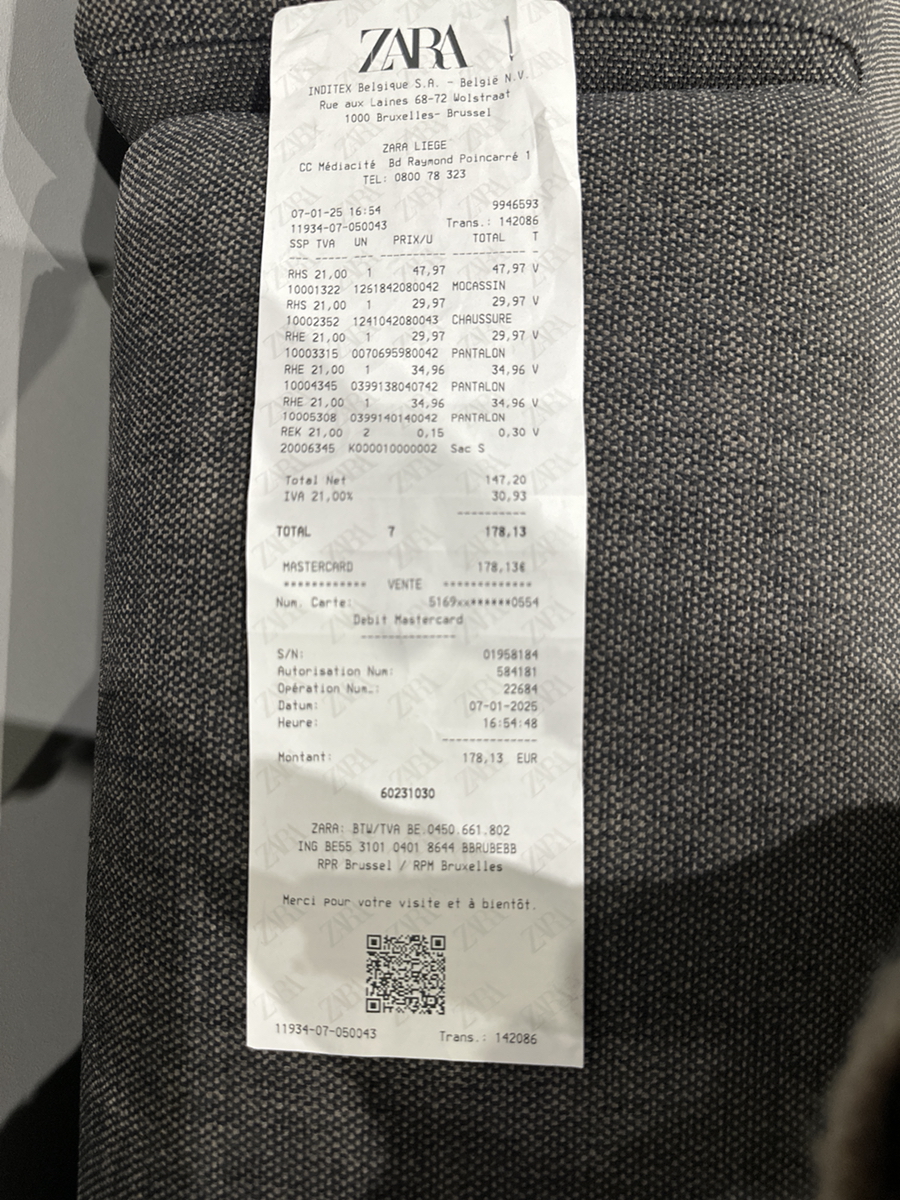 ZARA
INDITEX Belgique S.A. - België N.V.
Rue aux Laines 68-72 Wolstraat
1000 Bruxelles- Brussel
ZARA LIEGE
CC Médiacité Bd Raymond Poincarré 1
TEL: 0800 78 323
07-01-25 16:54 9946593
11934-07-050043 Trans.: 142086
SSP TVA UN PRIX/U TOTAL T
RHS 21,00 1 47,97 47,97 V
10001322 1261842080042 MOCASSIN
RHS 21,00 1 29,97 29,97 V
10002352 1241042080043 CHAUSSURE
RHE 21,00 1 29,97 29,97 V
10003315 0070695980042 PANTALON
RHE 21,00 1 34,96 34,96 V
10004345 0399138040742 PANTALON
RHE 21,00 1 34,96 34,96 V
10005308 0399140140042 PANTALON
REK 21,00 2 0,15 0,30 V
20006345 K000010000002 Sac S
Total Net 147,20
IVA 21,00% 30,93
TOTAL 7 178,13
MASTERCARD 178,13€
************ VENTE *************
Num. Carte: 5169xx******0554
Debit Mastercard
S/N: 01958184
Autorisation Num: 584181
Opération Num.: 22684
Datum: 07-01-2025
Heure: 16:54:48
Montant: 178,13 EUR
60231030
ZARA: BTW/TVA BE.0450.661.802
ING BE55 3101 0401 8644 BBRUBEBB
RPR Brussel / RPM Bruxelles
Merci pour votre visite et à bientôt.
11934-07-050043 Trans.: 142086